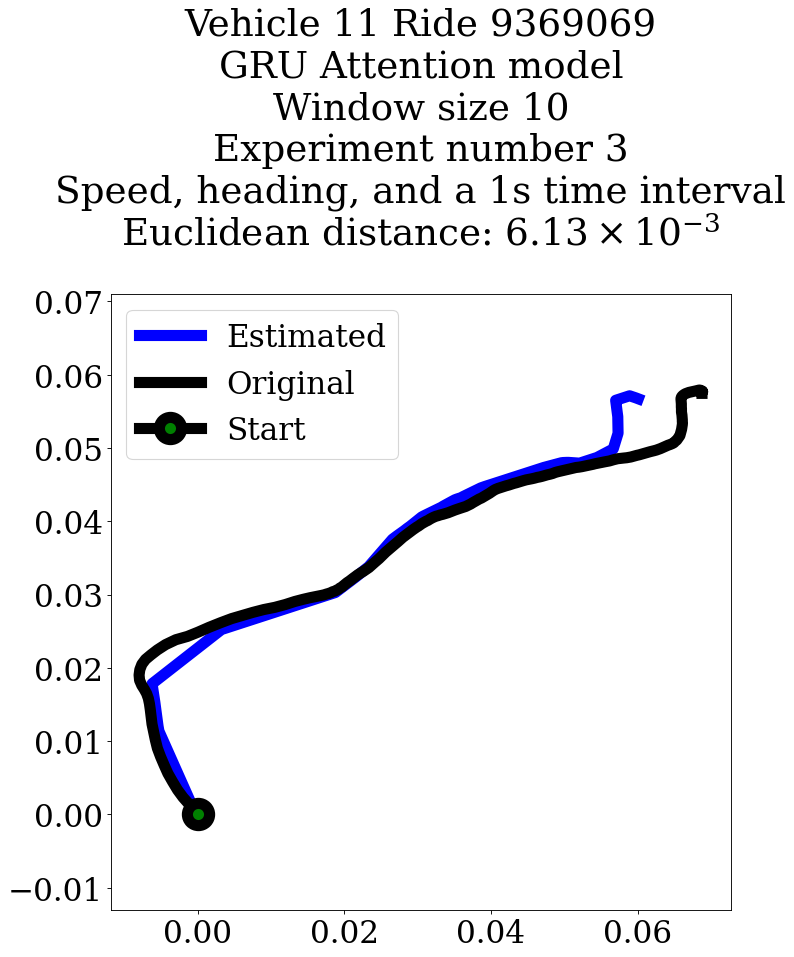 Vehicle 11 Ride 9369069
GRU Attention model
Window size 10
Experiment number 3
Speed, heading, and a 1s time interval
Euclidean distance: 6.13 × 10⁻³
0.07
0.06
0.05
0.04
0.03
0.02
0.01
0.00
−0.01
Estimated
Original
Start
0.00 0.02 0.04 0.06